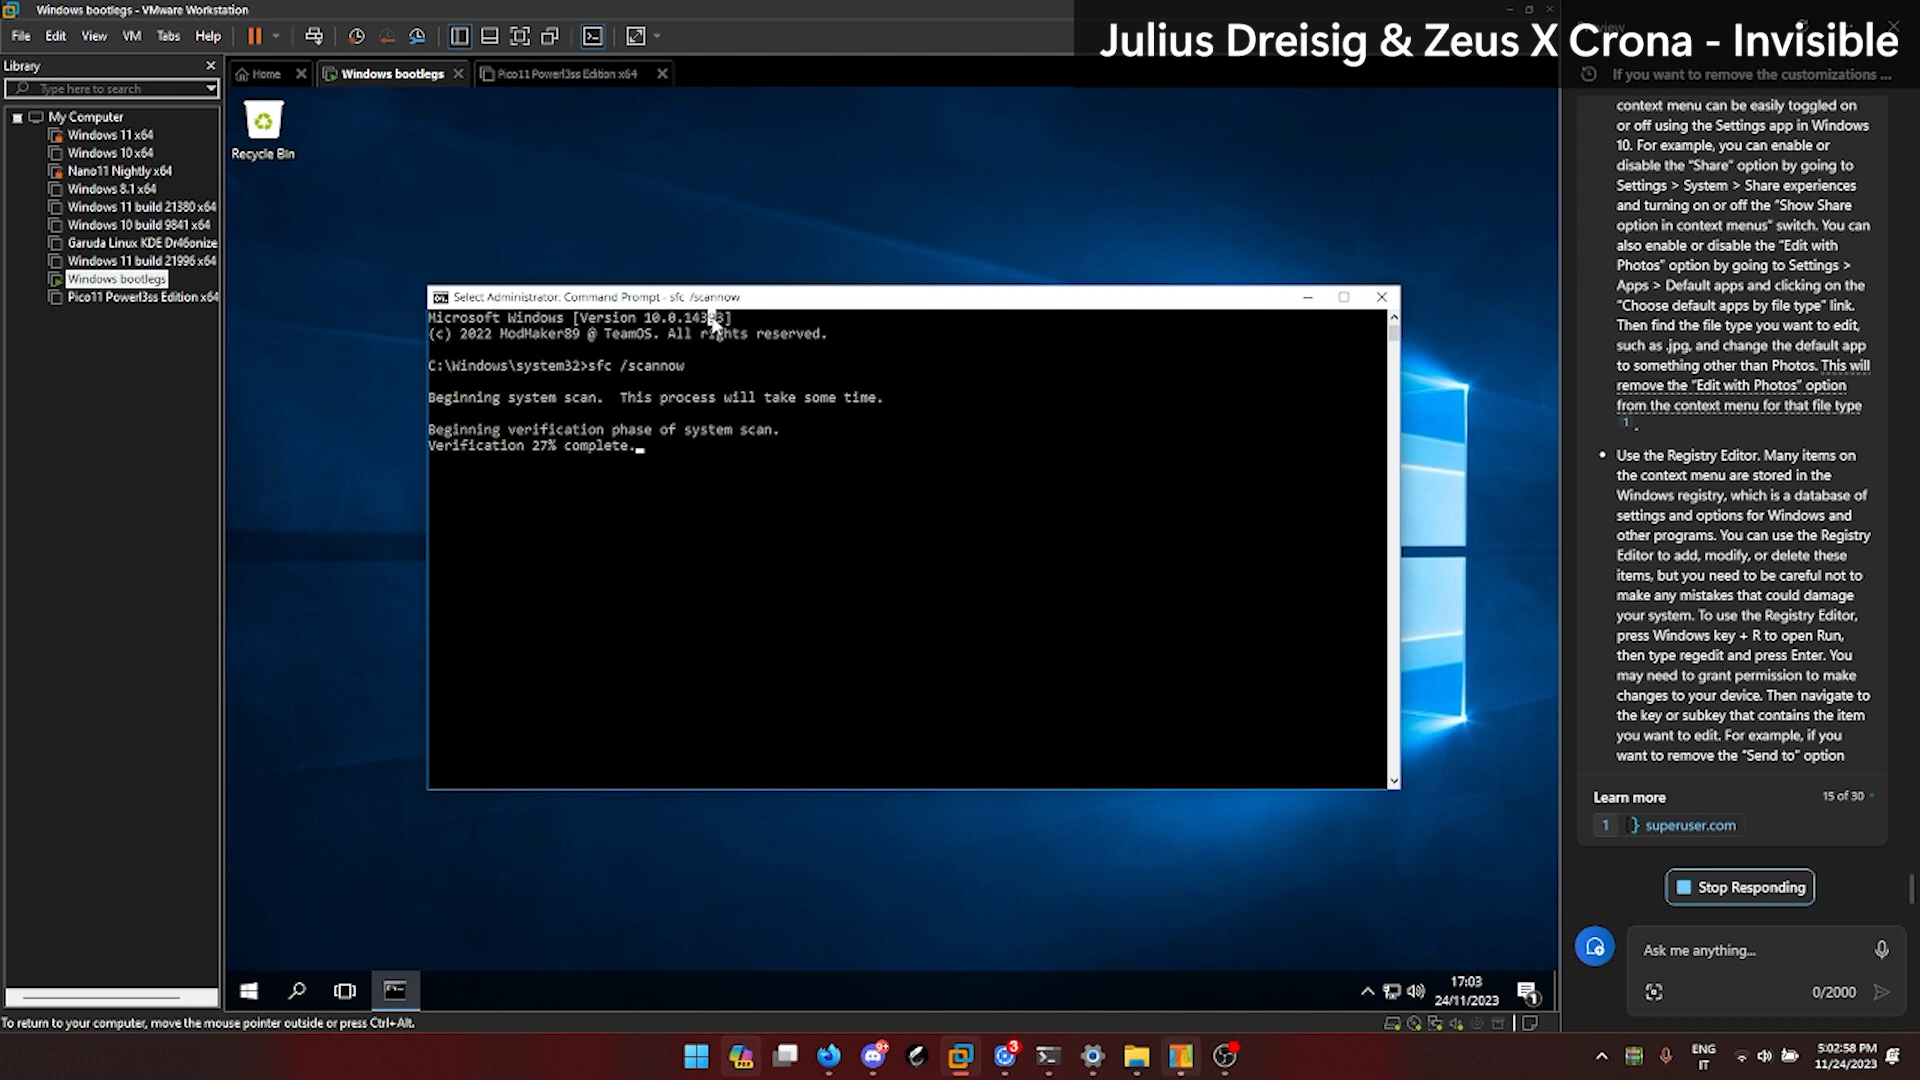 Windows bootlegs - VMware Workstation
File Edit View VM Tabs Help
Julius Dreisig & Zeus X Crona - Invisible
Library
Type here to search
My Computer
Windows 11 x64
Windows 10 x64
Nano11 Nightly x64
Windows 8.1 x64
Windows 11 build 21380 x64
Windows 10 build 9841 x64
Garuda Linux KDE Dr46onize
Windows 11 build 21996 x64
Windows bootlegs
Pico11 Powerl3ss Edition x64
Home
Windows bootlegs
Pico11 Powerl3ss Edition x64
Recycle Bin
Select Administrator: Command Prompt - sfc /scannow
Microsoft Windows [Version 10.0.14393]
(c) 2022 ModMaker89 @ TeamOS. All rights reserved.
C:\Windows\system32>sfc /scannow
Beginning system scan.  This process will take some time.
Beginning verification phase of system scan.
Verification 27% complete.
17:03
24/11/2023
1
To return to your computer, move the mouse pointer outside or press Ctrl+Alt.
If you want to remove the customizations ...
context menu can be easily toggled on
or off using the Settings app in Windows
10. For example, you can enable or
disable the "Share" option by going to
Settings > System > Share experiences
and turning on or off the "Show Share
option in context menus" switch. You can
also enable or disable the "Edit with
Photos" option by going to Settings >
Apps > Default apps and clicking on the
"Choose default apps by file type" link.
Then find the file type you want to edit,
such as .jpg, and change the default app
to something other than Photos. This will
remove the "Edit with Photos" option
from the context menu for that file type
1 .
• Use the Registry Editor. Many items on
the context menu are stored in the
Windows registry, which is a database of
settings and options for Windows and
other programs. You can use the Registry
Editor to add, modify, or delete these
items, but you need to be careful not to
make any mistakes that could damage
your system. To use the Registry Editor,
press Windows key + R to open Run,
then type regedit and press Enter. You
may need to grant permission to make
changes to your device. Then navigate to
the key or subkey that contains the item
you want to edit. For example, if you
want to remove the "Send to" option
Learn more
15 of 30
1 superuser.com
Stop Responding
Ask me anything...
0/2000
9+
3
ENG
IT
5:02:58 PM
11/24/2023